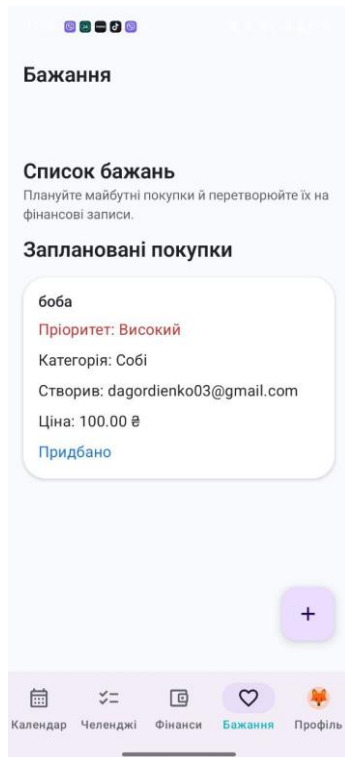 Бажання
Список бажань
Плануйте майбутні покупки й перетворюйте їх на
фінансові записи.
Заплановані покупки
боба
Пріоритет: Високий
Категорія: Собі
Створив: dagordienko03@gmail.com
Ціна: 100.00 ₴
Придбано
+
Календар Челенджі Фінанси Бажання Профіль